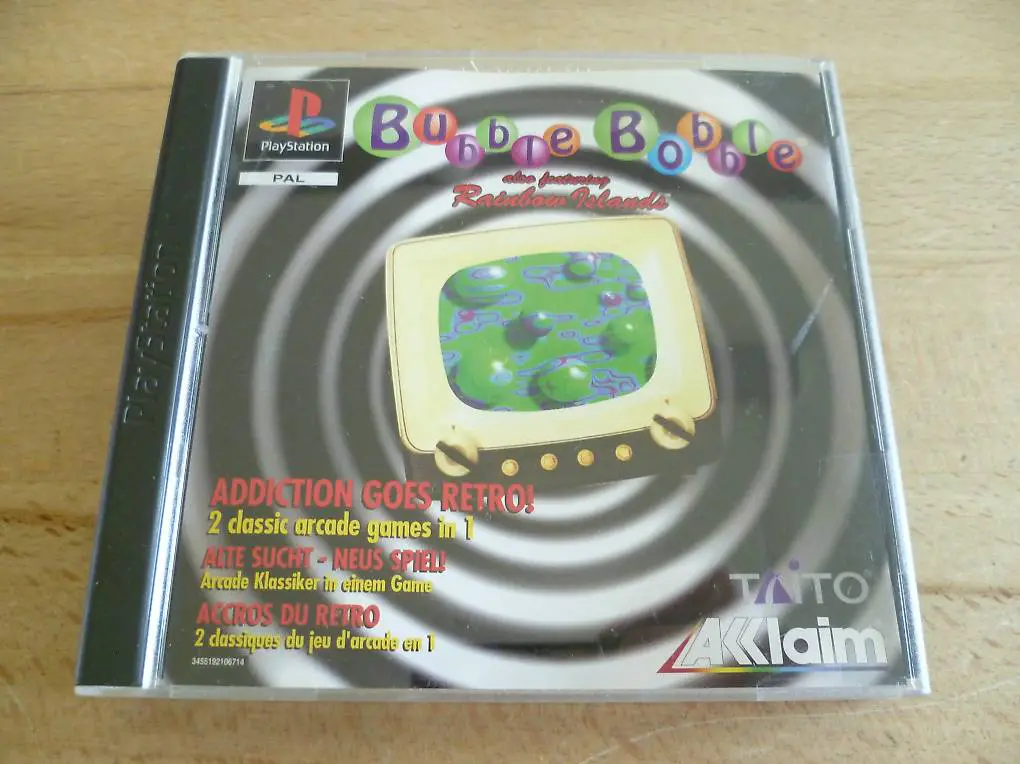 PlayStation
PlayStation
PAL
Bubble Bobble
also featuring
Rainbow Islands
ADDICTION GOES RETRO!
2 classic arcade games in 1
ALTE SUCHT - NEUS SPIEL!
Arcade Klassiker in einem Game
ACCROS DU RETRO
2 classiques du jeu d'arcade en 1
3455192106714
TAITO®
AKKlaim